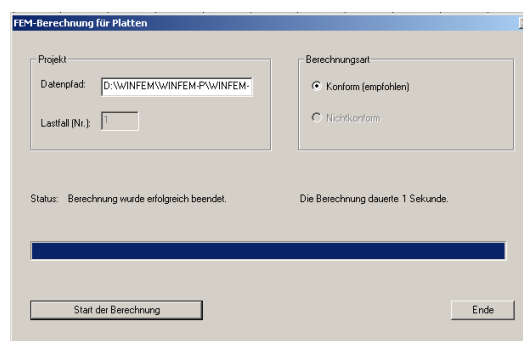 FEM-Berechnung für Platten
Projekt
Datenpfad: D:\WINFEM\WINFEM-P\WINFEM-
Lastfall (Nr.): 1
Berechnungsart
Konform (empfohlen)
Nichtkonform
Status: Berechnung wurde erfolgreich beendet.
Die Berechnung dauerte 1 Sekunde.
Start der Berechnung
Ende